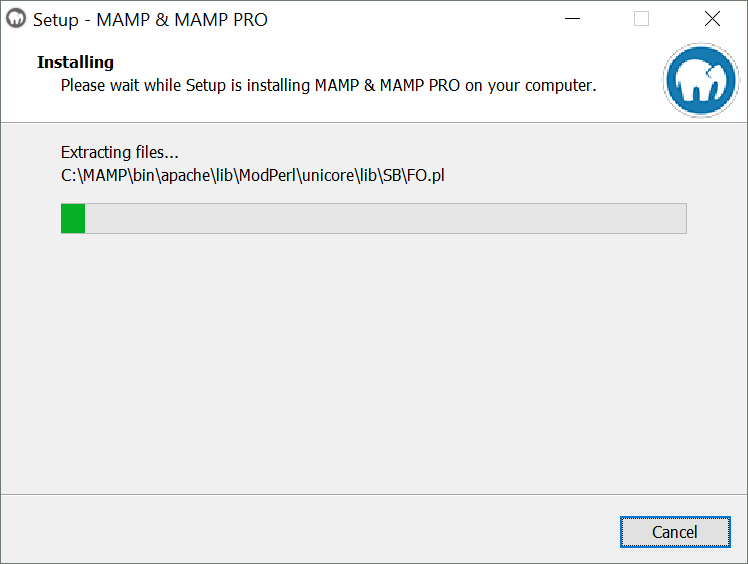 Setup - MAMP & MAMP PRO
Installing
Please wait while Setup is installing MAMP & MAMP PRO on your computer.
Extracting files...
C:\MAMP\bin\apache\lib\ModPerl\unicore\lib\SB\FO.pl
Cancel